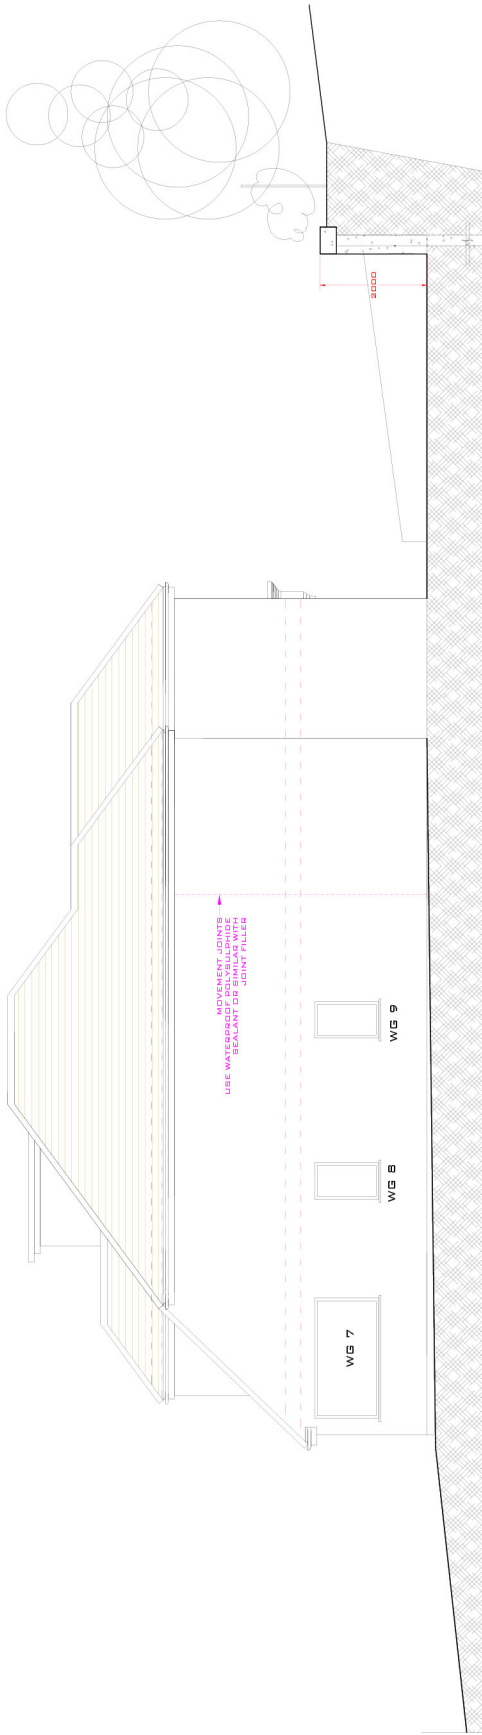 2000
MOVEMENT JOINTS
USE WATERPROOF POLYSULPHIDE
SEALANT OR SIMILAR WITH
JOINT FILLER
WG 9
WG 8
WG 7